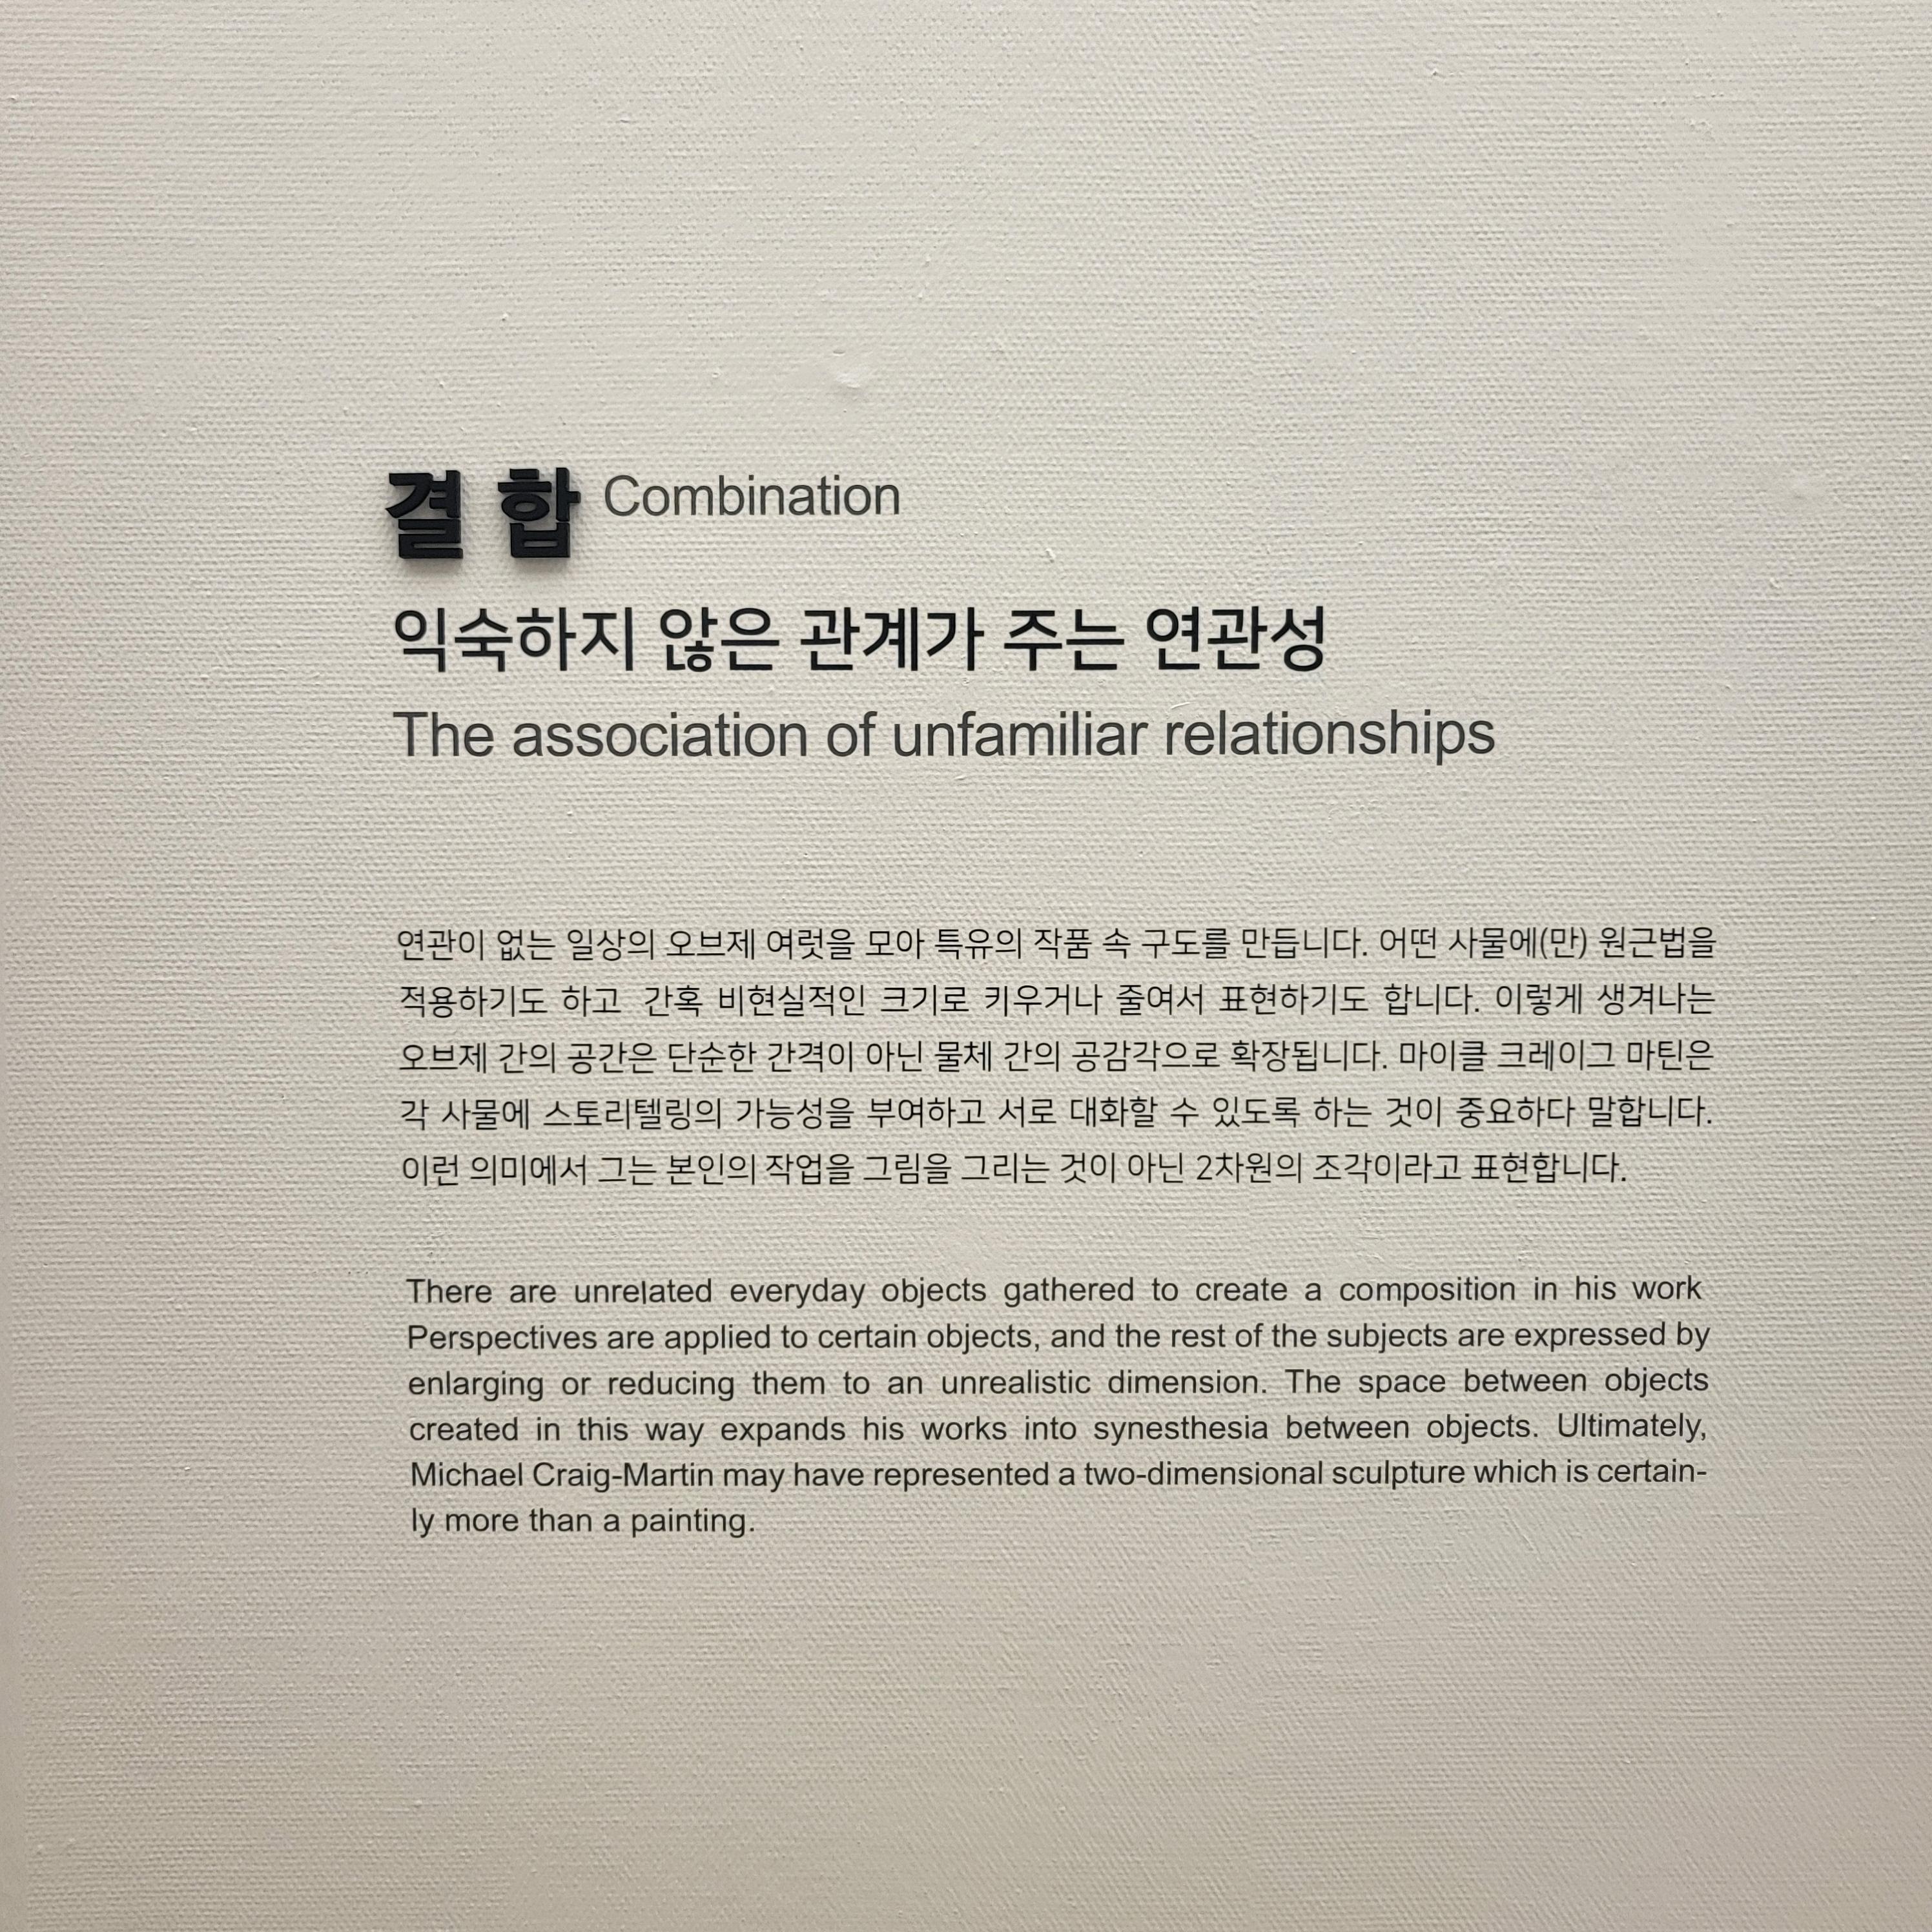 결 합 Combination
익숙하지 않은 관계가 주는 연관성
The association of unfamiliar relationships
연관이 없는 일상의 오브제 여럿을 모아 특유의 작품 속 구도를 만듭니다. 어떤 사물에(만) 원근법을
적용하기도 하고 간혹 비현실적인 크기로 키우거나 줄여서 표현하기도 합니다. 이렇게 생겨나는
오브제 간의 공간은 단순한 간격이 아닌 물체 간의 공감각으로 확장됩니다. 마이클 크레이그 마틴은
각 사물에 스토리텔링의 가능성을 부여하고 서로 대화할 수 있도록 하는 것이 중요하다 말합니다.
이런 의미에서 그는 본인의 작업을 그림을 그리는 것이 아닌 2차원의 조각이라고 표현합니다.
There are unrelated everyday objects gathered to create a composition in his work
Perspectives are applied to certain objects, and the rest of the subjects are expressed by
enlarging or reducing them to an unrealistic dimension. The space between objects
created in this way expands his works into synesthesia between objects. Ultimately,
Michael Craig-Martin may have represented a two-dimensional sculpture which is certain-
ly more than a painting.